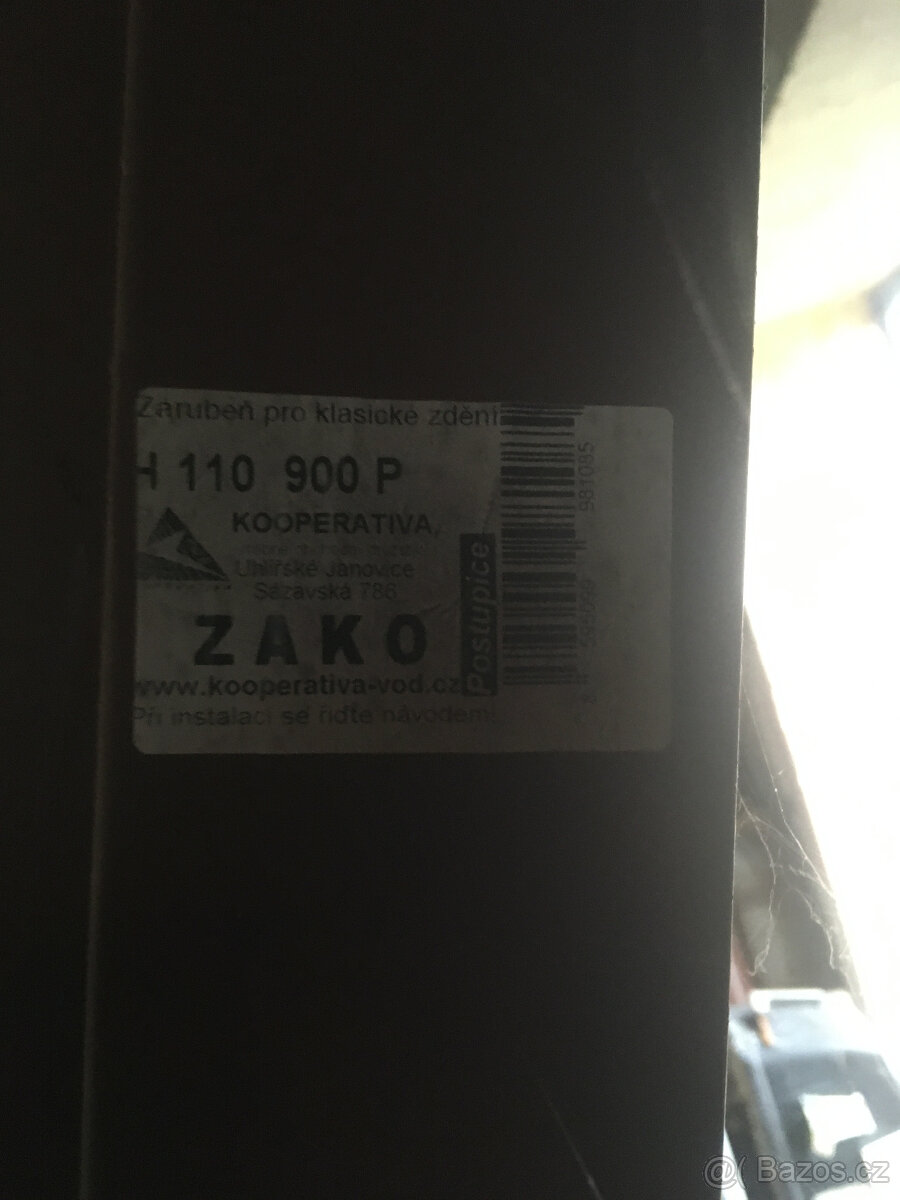 Zárubeň pro klasické zdění
H 110 900 P
KOOPERATIVA,
Uhlířské Janovice
Sázavská 786
ZAKO
www.kooperativa-vod.cz
Při instalaci se řiďte návodem!
Postupice
981085
@( Bazos.cz